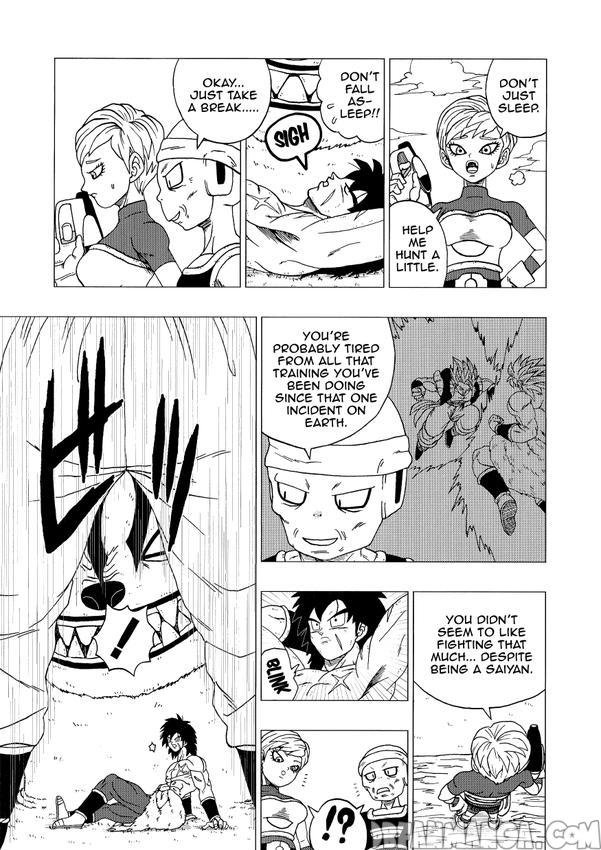 DON'T
JUST
SLEEP.
HELP
ME
HUNT A
LITTLE.
DON'T
FALL
AS-
LEEP!!
SIGH
OKAY...
JUST TAKE
A BREAK.....
YOU'RE
PROBABLY TIRED
FROM ALL THAT
TRAINING YOU'VE
BEEN DOING
SINCE THAT ONE
INCIDENT ON
EARTH.
ビッ
!
YOU DIDN'T
SEEM TO LIKE
FIGHTING THAT
MUCH... DESPITE
BEING A SAIYAN.
BLINK
!?